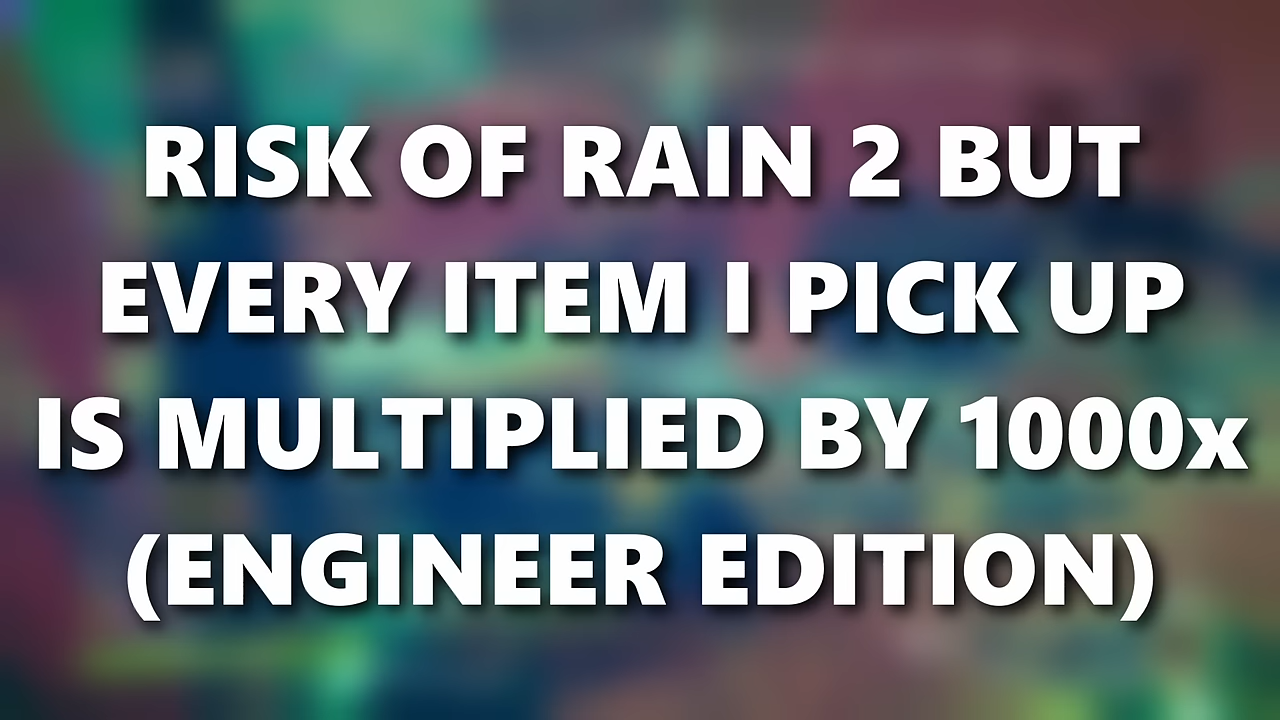 RISK OF RAIN 2 BUT
EVERY ITEM I PICK UP
IS MULTIPLIED BY 1000x
(ENGINEER EDITION)